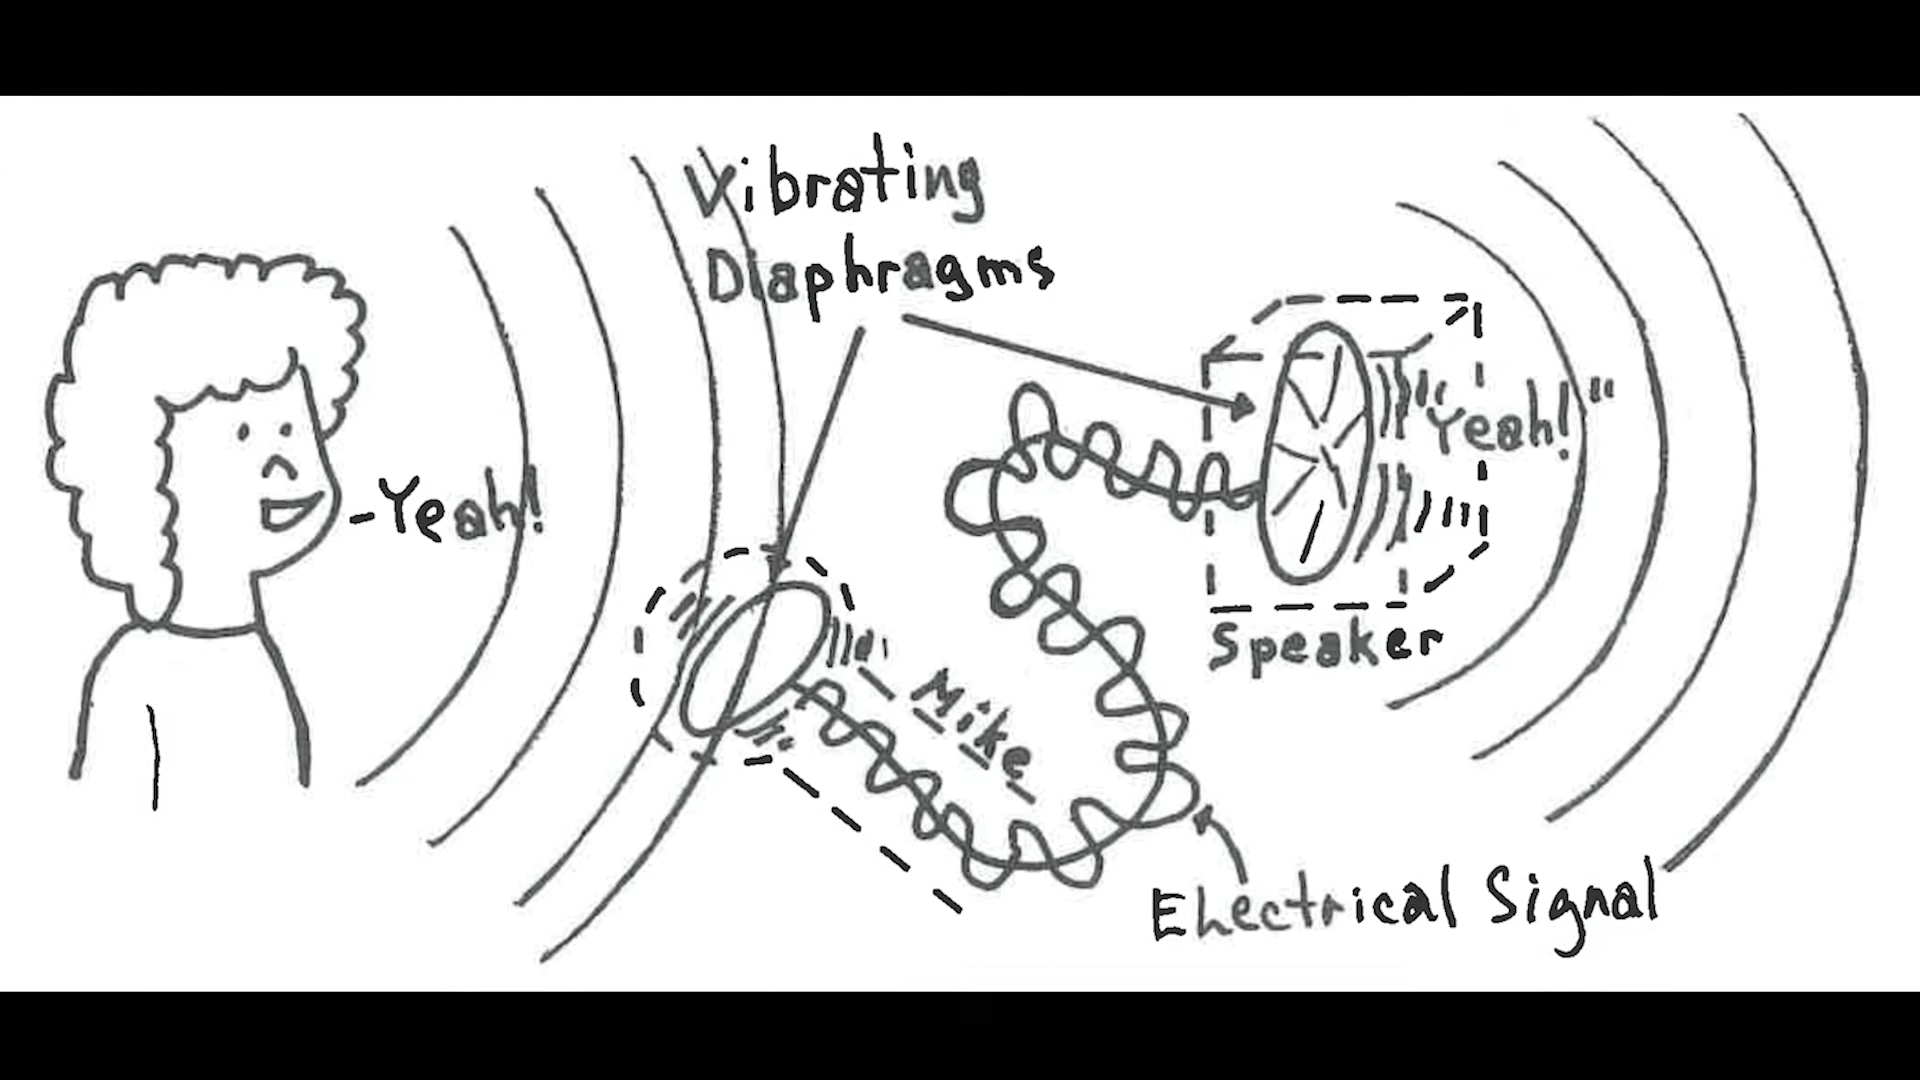 Vibrating
Diaphragms
-Yeah!
"Yeah!"
Speaker
Mike
Electrical Signal